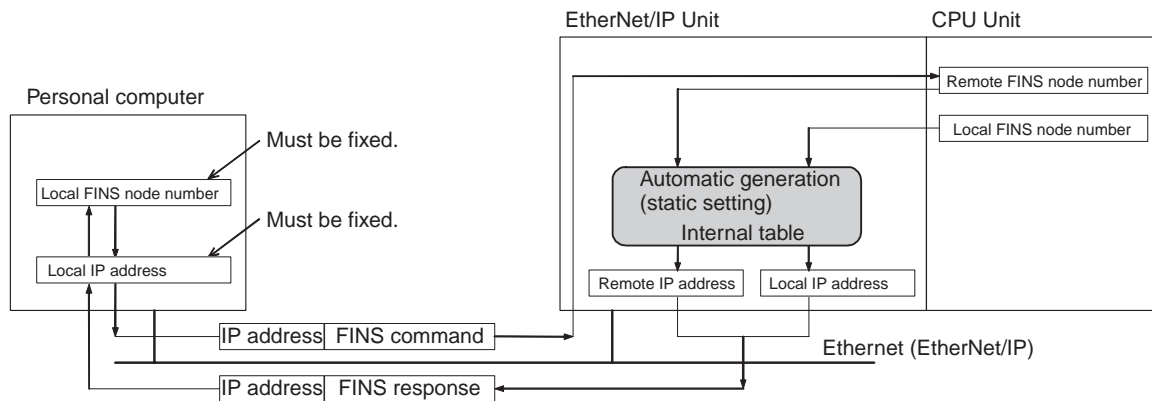 EtherNet/IP Unit
CPU Unit
Remote FINS node number
Personal computer
Local FINS node number
Must be fixed.
Local FINS node number
Automatic generation
(static setting)
Internal table
Must be fixed.
Local IP address
Remote IP address
Local IP address
IP address
FINS command
Ethernet (EtherNet/IP)
IP address
FINS response